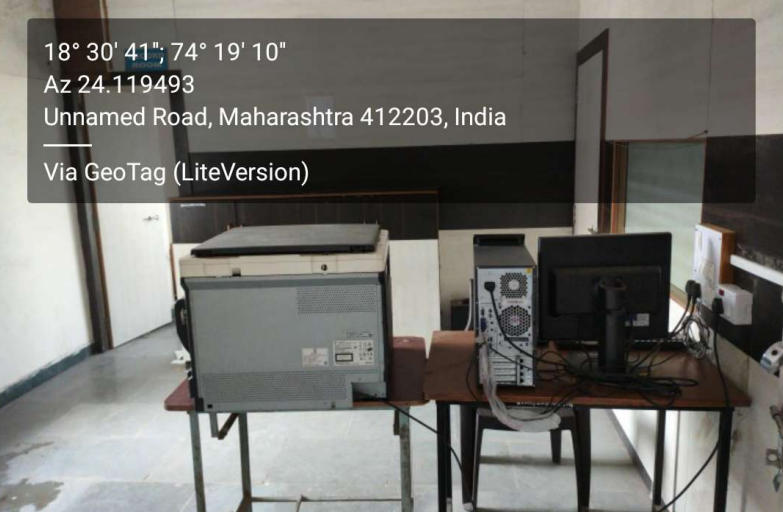 18° 30' 41"; 74° 19' 10"
Az 24.119493
Unnamed Road, Maharashtra 412203, India
Via GeoTag (LiteVersion)